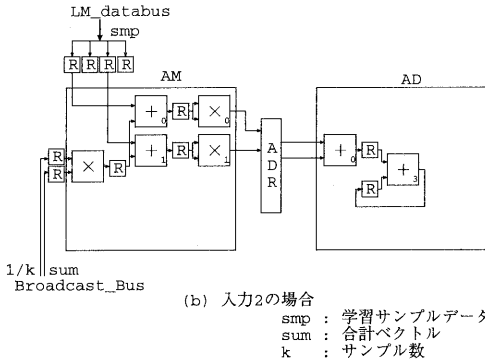 LM_databus
smp
R R R R
AM
AD
+ 0 R × 0
+ 1 R × 1
R
R
× R
A
D
R
+ 0 R
R
+ 3
1/k sum
Broadcast_Bus
(b) 入力2の場合
smp : 学習サンプルデータ
sum : 合計ベクトル
k : サンプル数